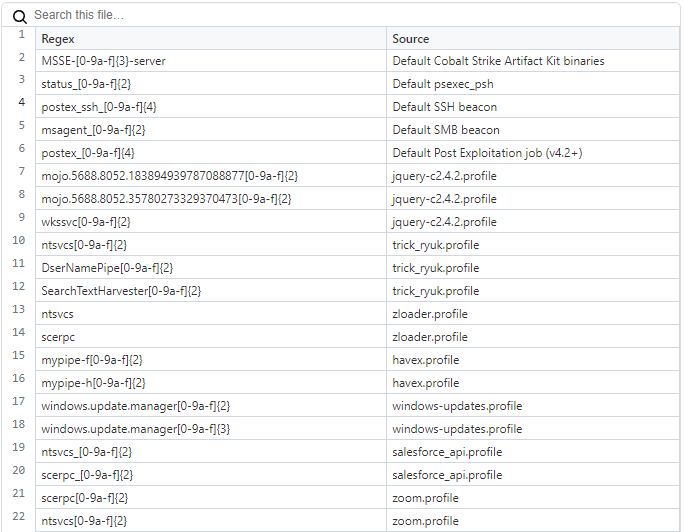 Search this file…
1 Regex Source
2 MSSE-[0-9a-f]{3}-server Default Cobalt Strike Artifact Kit binaries
3 status_[0-9a-f]{2} Default psexec_psh
4 postex_ssh_[0-9a-f]{4} Default SSH beacon
5 msagent_[0-9a-f]{2} Default SMB beacon
6 postex_[0-9a-f]{4} Default Post Exploitation job (v4.2+)
7 mojo.5688.8052.183894939787088877[0-9a-f]{2} jquery-c2.4.2.profile
8 mojo.5688.8052.35780273329370473[0-9a-f]{2} jquery-c2.4.2.profile
9 wkssvc[0-9a-f]{2} jquery-c2.4.2.profile
10 ntsvcs[0-9a-f]{2} trick_ryuk.profile
11 DserNamePipe[0-9a-f]{2} trick_ryuk.profile
12 SearchTextHarvester[0-9a-f]{2} trick_ryuk.profile
13 ntsvcs zloader.profile
14 scerpc zloader.profile
15 mypipe-f[0-9a-f]{2} havex.profile
16 mypipe-h[0-9a-f]{2} havex.profile
17 windows.update.manager[0-9a-f]{2} windows-updates.profile
18 windows.update.manager[0-9a-f]{3} windows-updates.profile
19 ntsvcs_[0-9a-f]{2} salesforce_api.profile
20 scerpc_[0-9a-f]{2} salesforce_api.profile
21 scerpc[0-9a-f]{2} zoom.profile
22 ntsvcs[0-9a-f]{2} zoom.profile